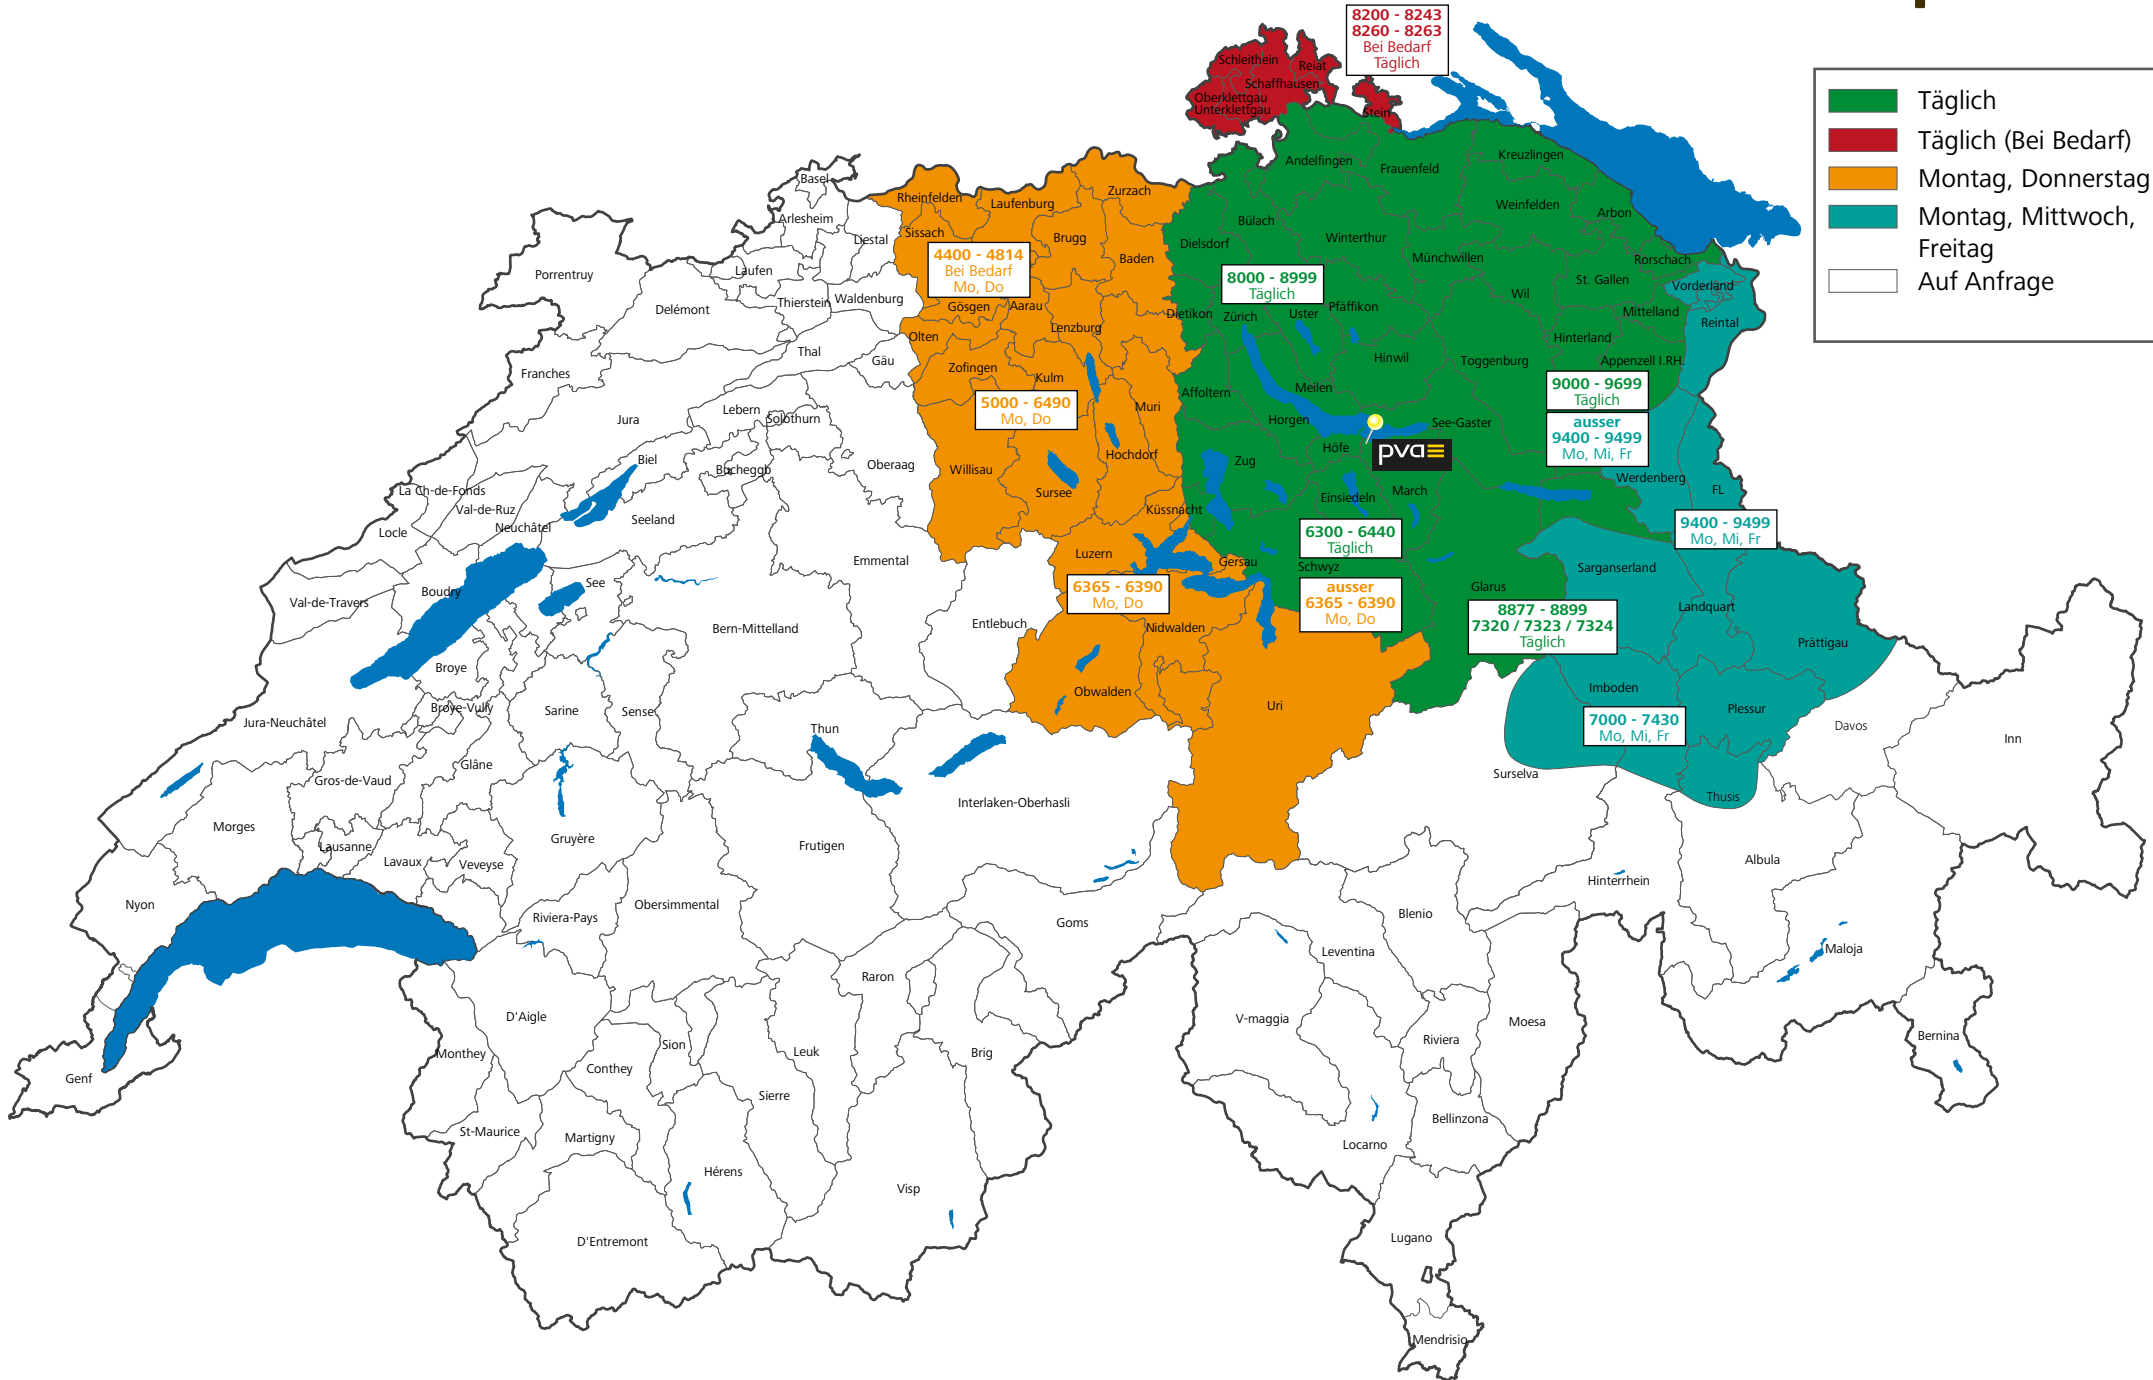 8200 - 8243
8260 - 8263
Bei Bedarf
Täglich
Täglich
Täglich (Bei Bedarf)
Montag, Donnerstag
Montag, Mittwoch,
Freitag
Auf Anfrage
Schleithein
Reiat
Schaffhausen
Oberklettgau
Unterklettgau
Stein
Andelfingen
Frauenfeld
Kreuzlingen
Basel
Rheinfelden
Laufenburg
Zurzach
Weinfelden
Arbon
Arlesheim
Liestal
Sissach
Brugg
Baden
Bülach
Dielsdorf
Winterthur
Münchwillen
Rorschach
4400 - 4814
Bei Bedarf
Mo, Do
8000 - 8999
Täglich
Porrentruy
Laufen
Delémont
Thierstein
Waldenburg
Gösgen
Aarau
Lenzburg
Dietikon
Zürich
Uster
Pfäffikon
Wil
St. Gallen
Vorderland
Mittelland
Reintal
Olten
Thal
Gäu
Zofingen
Kulm
Hinwil
Toggenburg
Hinterland
Appenzell I.RH.
Franches
Affoltern
Meilen
9000 - 9699
Täglich
5000 - 6490
Mo, Do
Muri
Jura
Lebern
Solothurn
Horgen
See-Gaster
ausser
9400 - 9499
Mo, Mi, Fr
Höfe
pva
Biel
Bucheggb
Oberaag
Willisau
Hochdorf
Zug
Sursee
Einsiedeln
March
Werdenberg
FL
La Ch-de-Fonds
Val-de-Ruz
Neuchâtel
Seeland
Küssnacht
Locle
Emmental
Luzern
Gersau
6300 - 6440
Täglich
Schwyz
9400 - 9499
Mo, Mi, Fr
Sarganserland
Val-de-Travers
Boudry
See
6365 - 6390
Mo, Do
ausser
6365 - 6390
Mo, Do
Glarus
8877 - 8899
7320 / 7323 / 7324
Täglich
Landquart
Bern-Mittelland
Entlebuch
Nidwalden
Prättigau
Broye
Obwalden
Uri
Imboden
Plessur
Jura-Neuchâtel
Broye-Vully
Sarine
Sense
Thun
7000 - 7430
Mo, Mi, Fr
Davos
Inn
Gros-de-Vaud
Glâne
Interlaken-Oberhasli
Surselva
Thusis
Morges
Lausanne
Lavaux
Veveyse
Gruyère
Frutigen
Albula
Hinterrhein
Nyon
Riviera-Pays
Obersimmental
Goms
Blenio
Leventina
Maloja
Raron
D'Aigle
V-maggia
Moesa
Riviera
Bernina
Genf
Monthey
Conthey
Sion
Leuk
Brig
Sierre
St-Maurice
Martigny
Bellinzona
Locarno
Hérens
Visp
D'Entremont
Lugano
Mendrisio